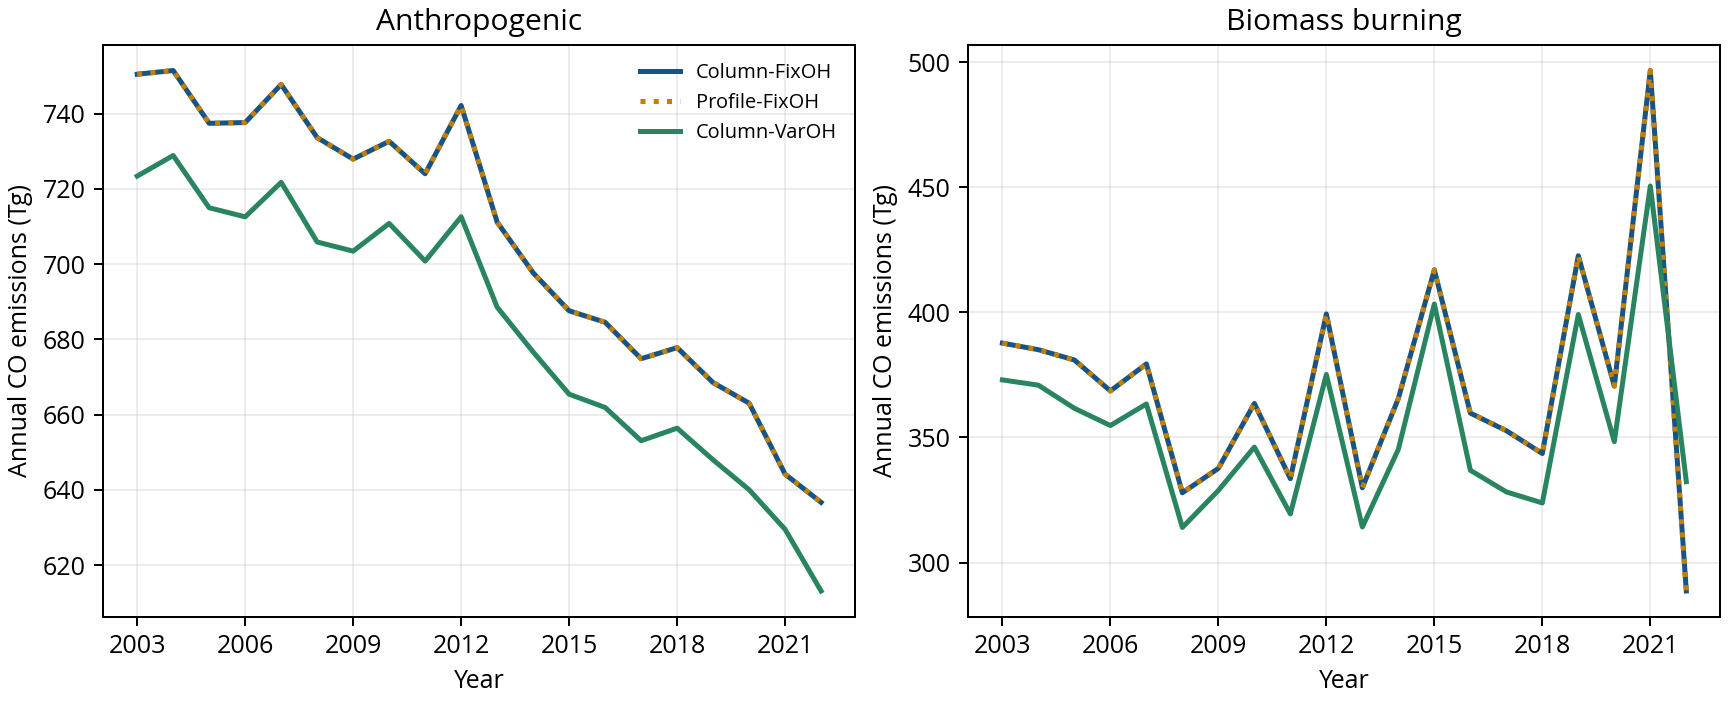 Anthropogenic
Annual CO emissions (Tg)
740
720
700
680
660
640
620
Column-FixOH
Profile-FixOH
Column-VarOH
2003 2006 2009 2012 2015 2018 2021
Year
Biomass burning
Annual CO emissions (Tg)
500
450
400
350
300
2003 2006 2009 2012 2015 2018 2021
Year